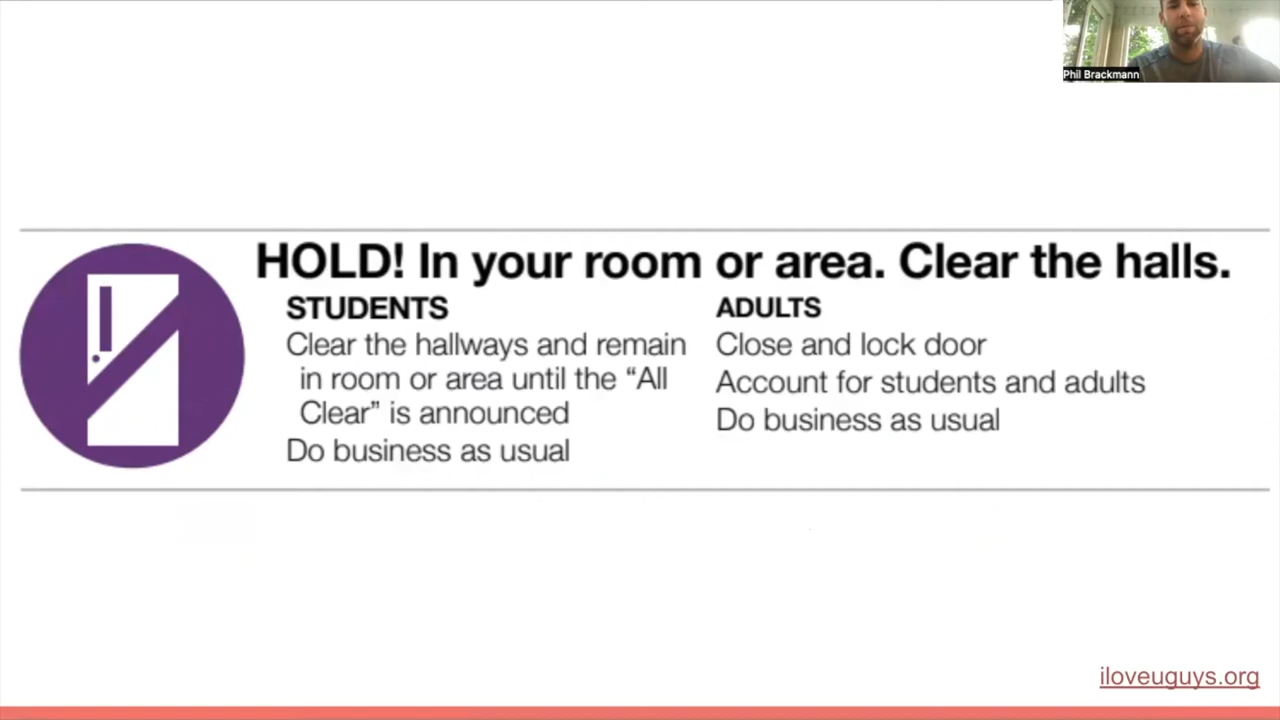 Phil Brackmann
HOLD! In your room or area. Clear the halls.
STUDENTS
Clear the hallways and remain
in room or area until the “All
Clear” is announced
Do business as usual
ADULTS
Close and lock door
Account for students and adults
Do business as usual
iloveuguys.org